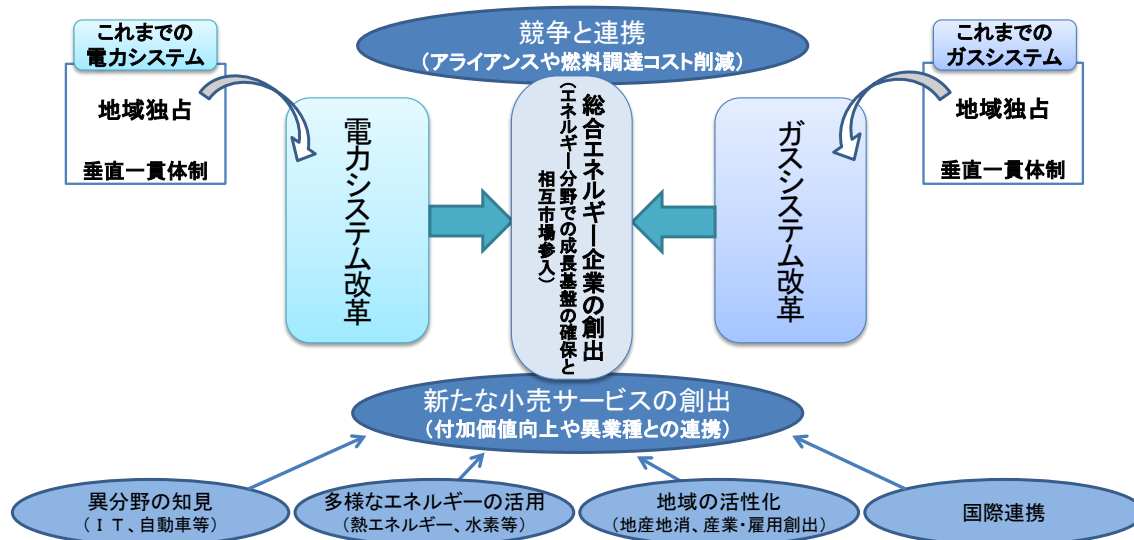 これまでの
電力システム
地域独占
垂直一貫体制
電力システム改革
競争と連携
(アライアンスや燃料調達コスト削減)
総合エネルギー企業の創出
(エネルギー分野での成長基盤の確保と
相互市場参入)
これまでの
ガスシステム
地域独占
垂直一貫体制
ガスシステム改革
新たな小売サービスの創出
(付加価値向上や異業種との連携)
異分野の知見
(IT、自動車等)
多様なエネルギーの活用
(熱エネルギー、水素等)
地域の活性化
(地産地消、産業・雇用創出)
国際連携